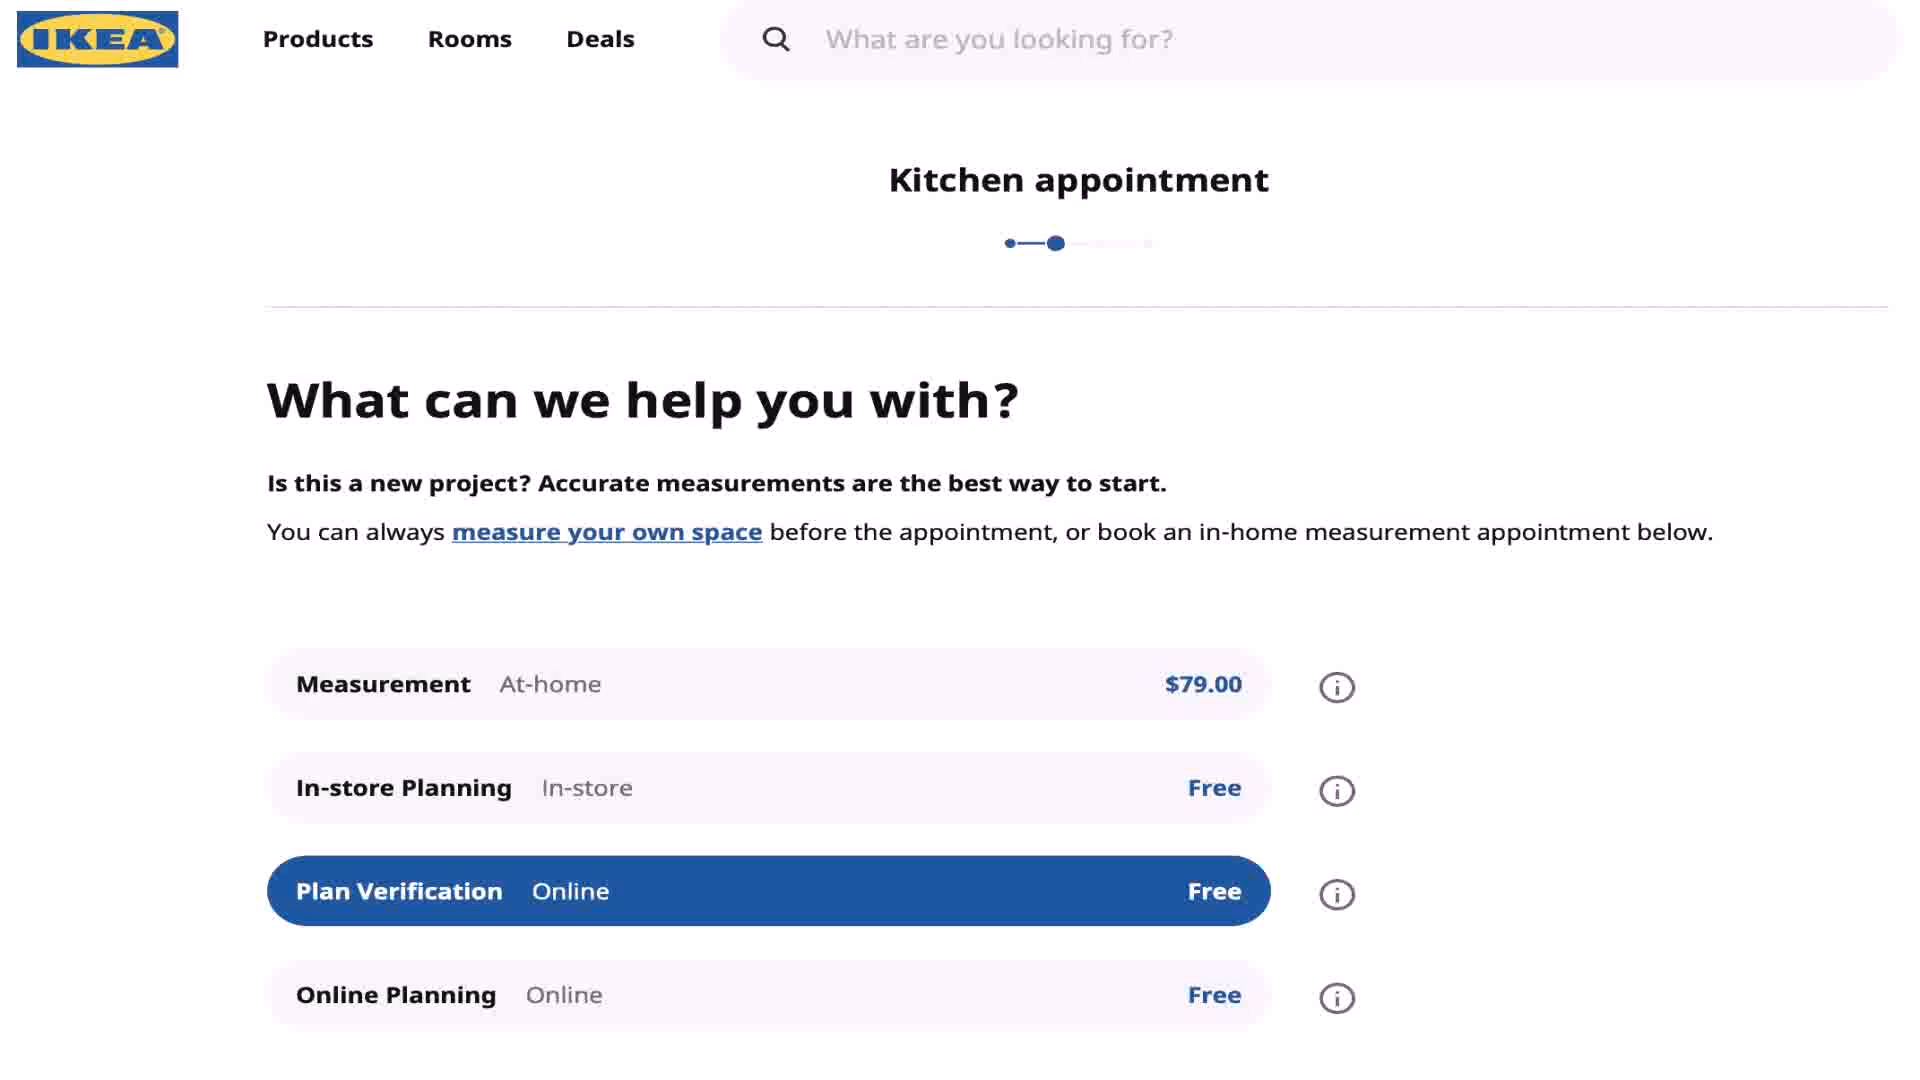 IKEA Products Rooms Deals What are you looking for?
Kitchen appointment
What can we help you with?
Is this a new project? Accurate measurements are the best way to start.
You can always measure your own space before the appointment, or book an in-home measurement appointment below.
Measurement At-home $79.00
In-store Planning In-store Free
Plan Verification Online Free
Online Planning Online Free